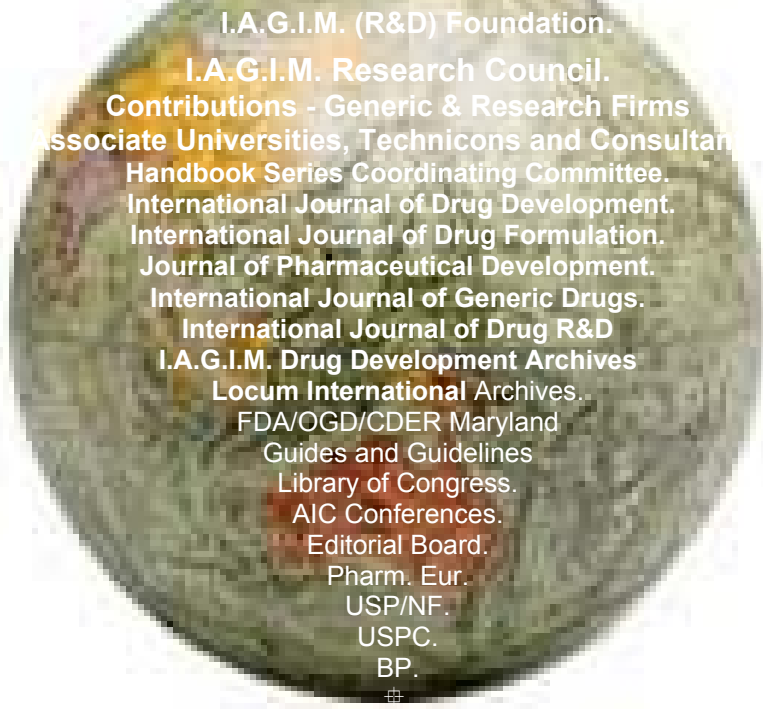 I.A.G.I.M. (R&D) Foundation.
I.A.G.I.M. Research Council.
Contributions - Generic & Research Firms
Associate Universities, Technicons and
Handbook Series Coordinating Committee.
International Journal of Drug Development.
International Journal of Drug Formulation.
Journal of Pharmaceutical Development.
International Journal of Generic Drugs.
International Journal of Drug R&D
I.A.G.I.M. Drug Development Archives
Locum International Archives.
FDA/OGD/CDER Maryland
Guides and Guidelines
Library of Congress.
AIC Conferences.
Editorial Board.
Pharm. Eur.
USP/NF.
USPC.
BP.